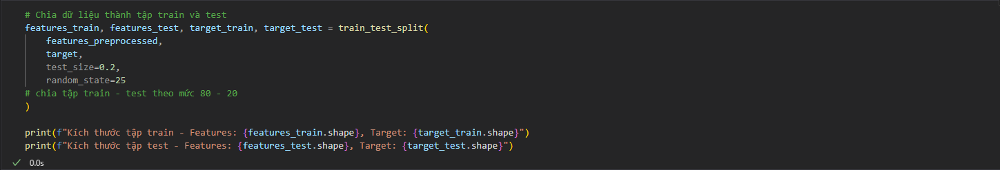 # Chia dữ liệu thành tập train và test
features_train, features_test, target_train, target_test = train_test_split(
    features_preprocessed,
    target,
    test_size=0.2,
    random_state=25
# chia tập train - test theo mức 80 - 20
)
print(f"Kích thước tập train - Features: {features_train.shape}, Target: {target_train.shape}")
print(f"Kích thước tập test - Features: {features_test.shape}, Target: {target_test.shape}")
✓ 0.0s